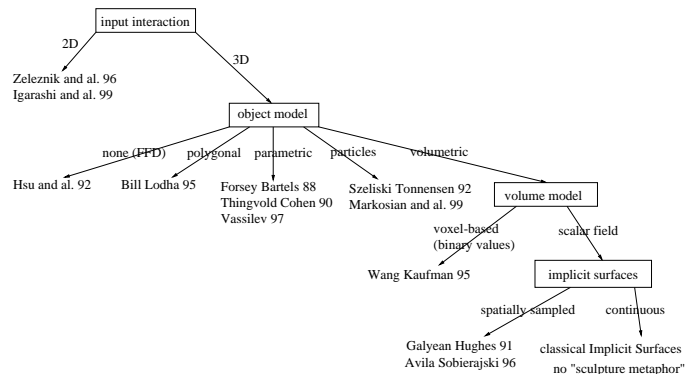 input interaction
2D
3D
Zeleznik and al. 96
Igarashi and al. 99
object model
none (FFD)
polygonal
parametric
particles
volumetric
Hsu and al. 92
Bill Lodha 95
Forsey Bartels 88
Thingvold Cohen 90
Vassilev 97
Szeliski Tonnensen 92
Markosian and al. 99
volume model
voxel-based
(binary values)
scalar field
Wang Kaufman 95
implicit surfaces
spatially sampled
continuous
Galyean Hughes 91
Avila Sobierajski 96
classical Implicit Surfaces
no "sculpture metaphor"